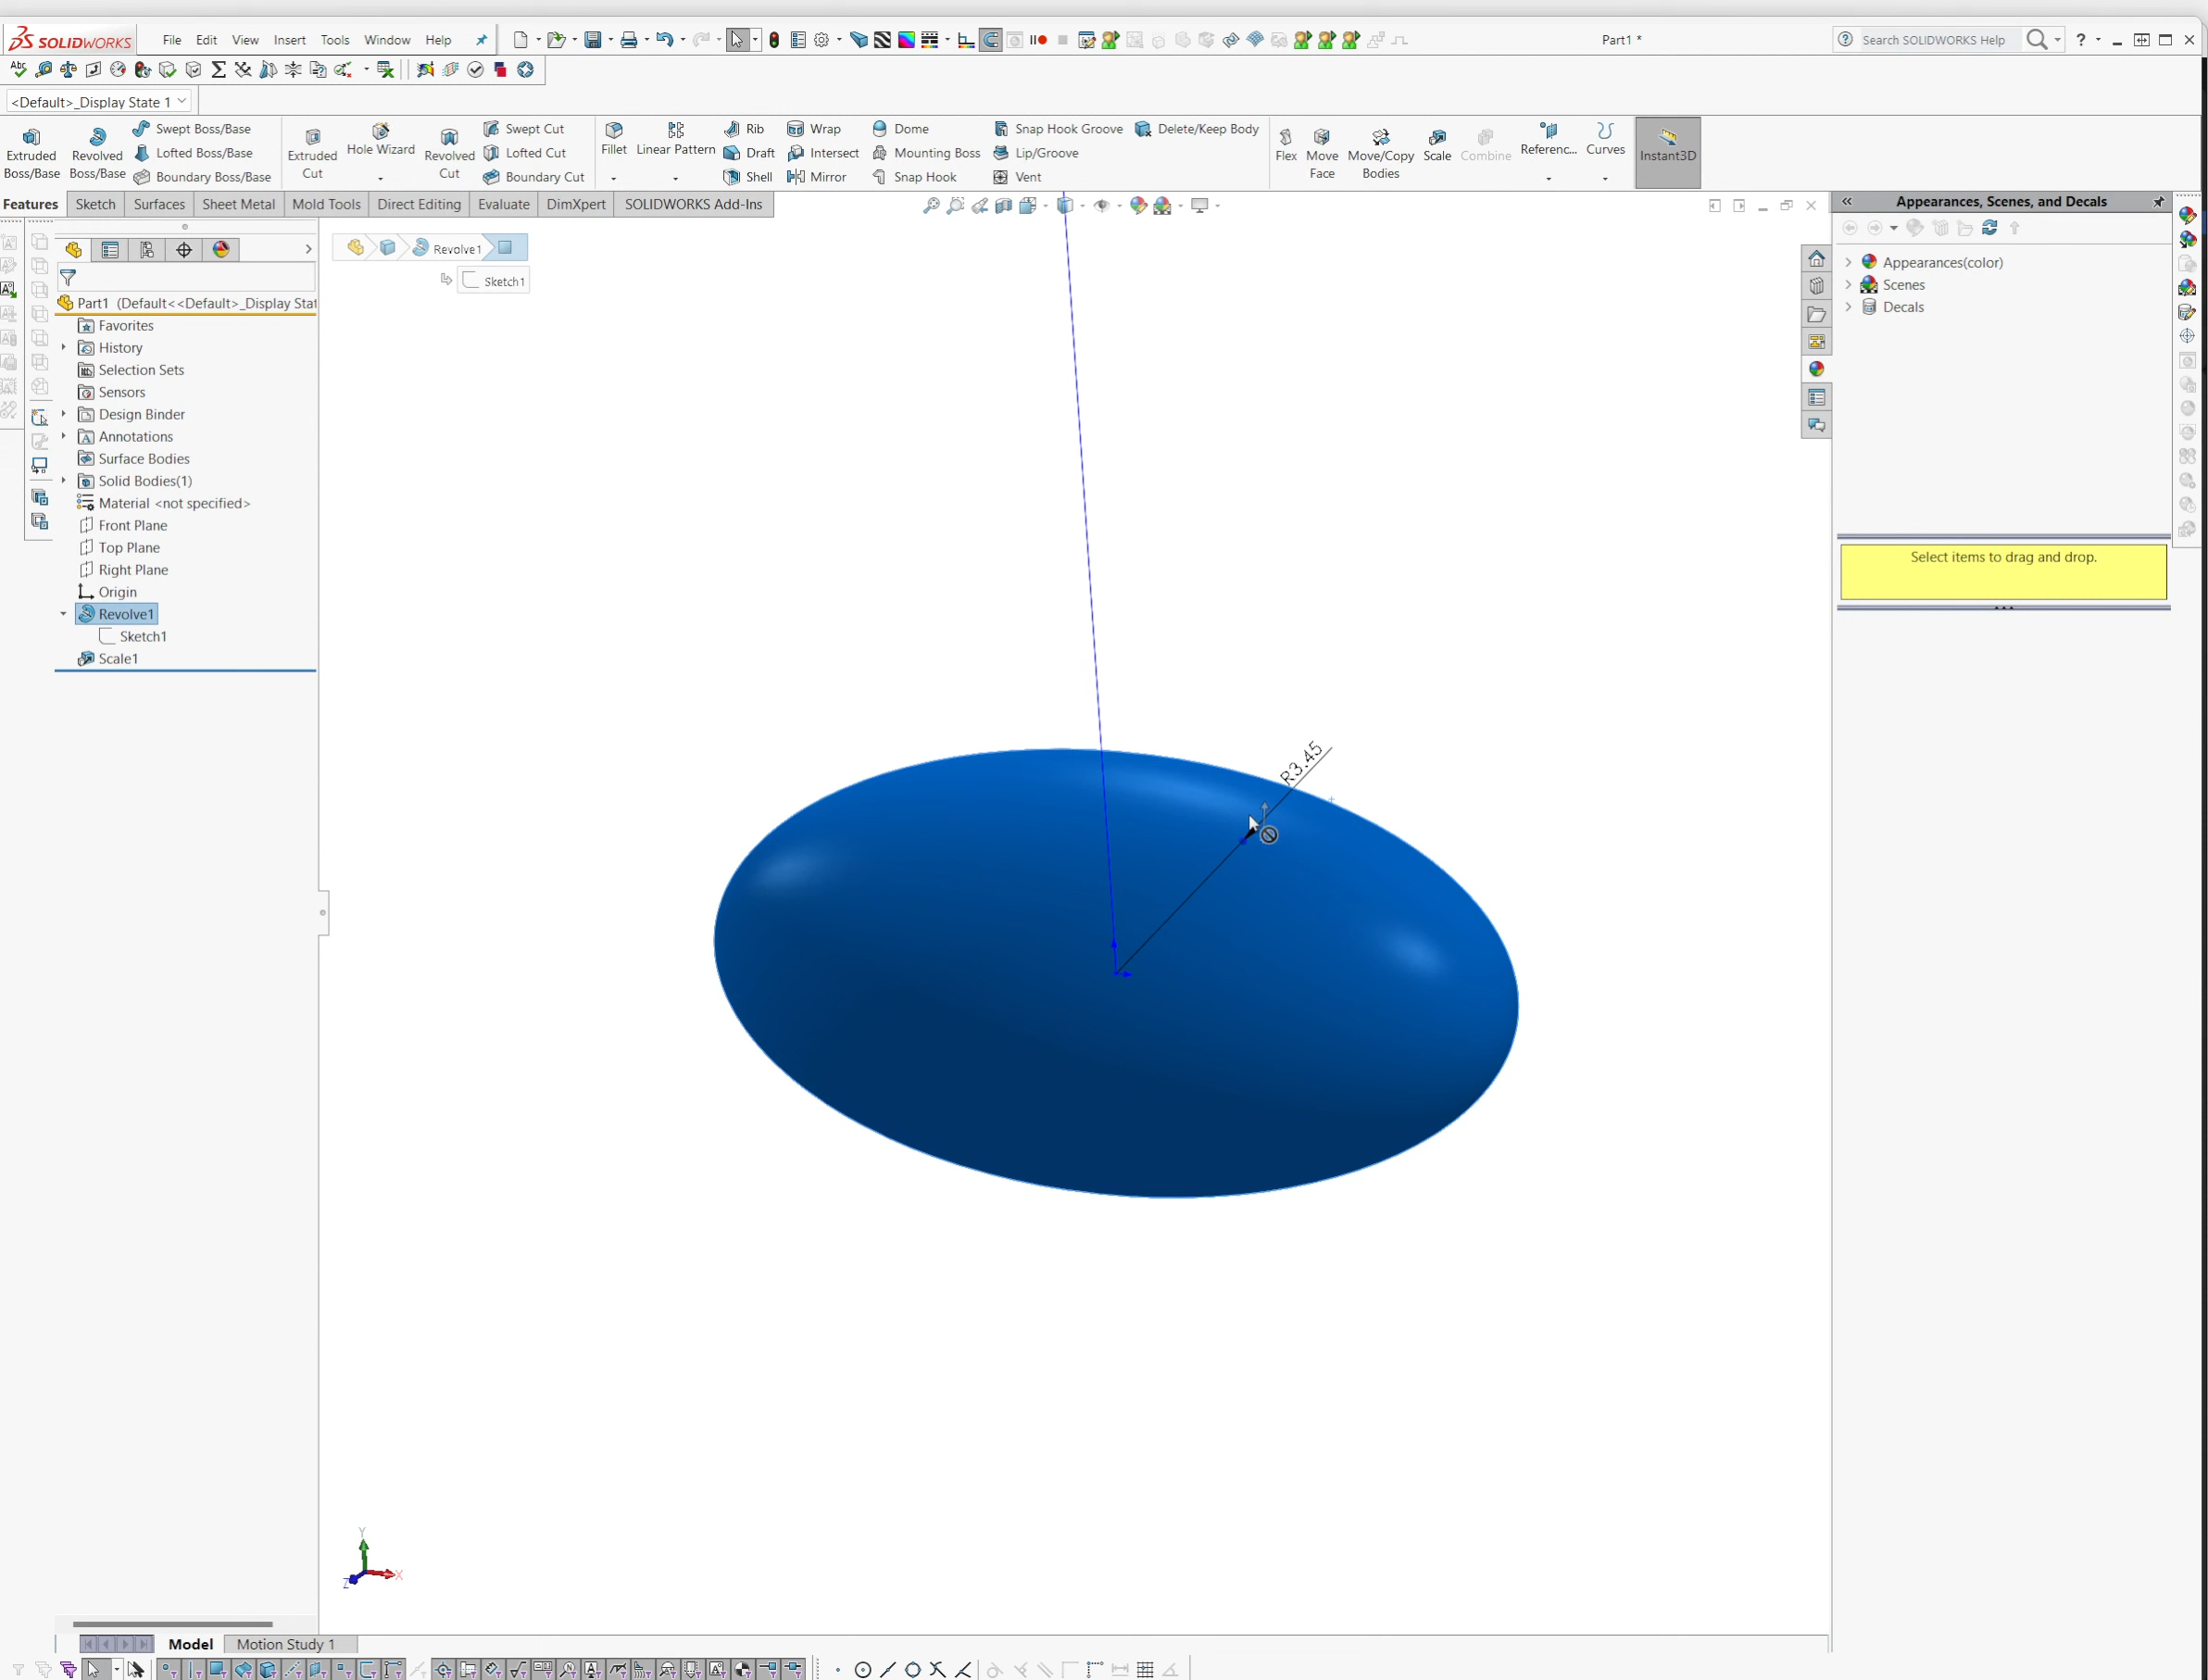 SOLIDWORKS File Edit View Insert Tools Window Help Part1 * Search SOLIDWORKS Help ?
Abc
<Default>_Display State 1
Extruded Boss/Base
Revolved Boss/Base
Swept Boss/Base
Lofted Boss/Base
Boundary Boss/Base
Extruded Cut
Hole Wizard
Revolved Cut
Swept Cut
Lofted Cut
Boundary Cut
Fillet
Linear Pattern
Rib
Draft
Shell
Wrap
Intersect
Mirror
Dome
Mounting Boss
Snap Hook
Snap Hook Groove
Lip/Groove
Vent
Delete/Keep Body
Flex
Move Face
Move/Copy Bodies
Scale
Combine
Referenc...
Curves
Instant3D
Features Sketch Surfaces Sheet Metal Mold Tools Direct Editing Evaluate DimXpert SOLIDWORKS Add-Ins
Revolve1
Sketch1
Part1 (Default<<Default>_Display Stat
Favorites
History
Selection Sets
Sensors
Design Binder
Annotations
Surface Bodies
Solid Bodies(1)
Material <not specified>
Front Plane
Top Plane
Right Plane
Origin
Revolve1
Sketch1
Scale1
R3.45
Y
X
Z
Appearances, Scenes, and Decals
Appearances(color)
Scenes
Decals
Select items to drag and drop.
Model Motion Study 1